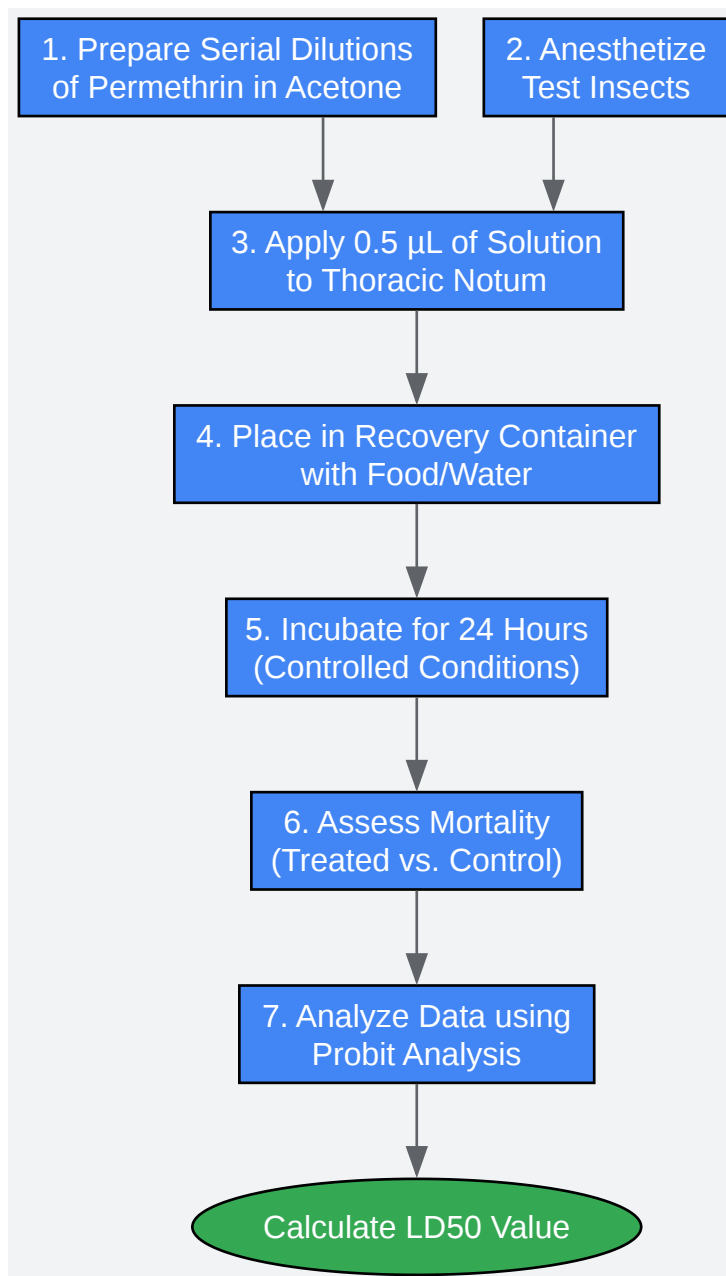 1. Prepare Serial Dilutions
of Permethrin in Acetone
2. Anesthetize
Test Insects
3. Apply 0.5 µL of Solution
to Thoracic Notum
4. Place in Recovery Container
with Food/Water
5. Incubate for 24 Hours
(Controlled Conditions)
6. Assess Mortality
(Treated vs. Control)
7. Analyze Data using
Probit Analysis
Calculate LD50 Value